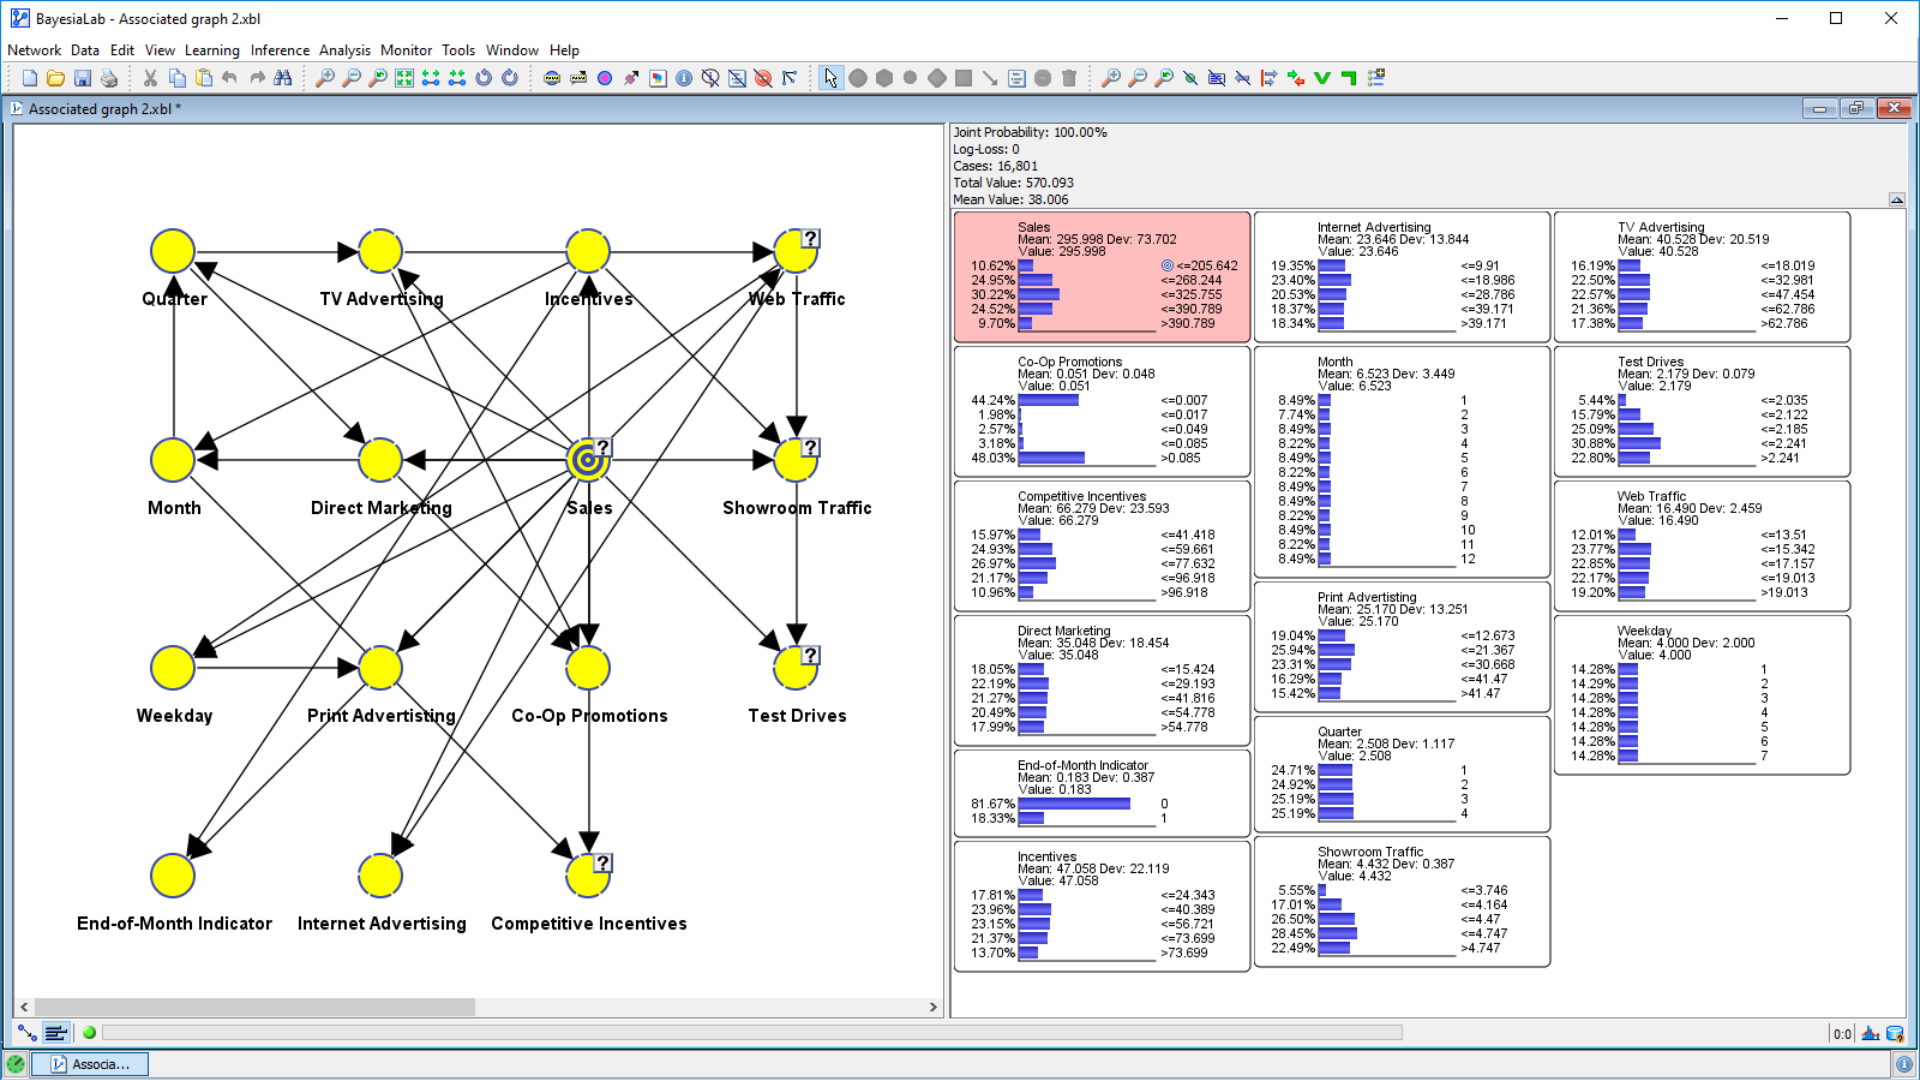 BayesiaLab - Associated graph 2.xbl
Network Data Edit View Learning Inference Analysis Monitor Tools Window Help
Associated graph 2.xbl *
?
Quarter TV Advertising Incentives Web Traffic
? ?
Month Direct Marketing Sales Showroom Traffic
?
Weekday Print Advertisting Co-Op Promotions Test Drives
?
End-of-Month Indicator Internet Advertising Competitive Incentives
Joint Probability: 100.00%
Log-Loss: 0
Cases: 16,801
Total Value: 570.093
Mean Value: 38.006
Sales
Mean: 295.998 Dev: 73.702
Value: 295.998
10.62% <=205.642
24.95% <=268.244
30.22% <=325.755
24.52% <=390.789
9.70% >390.789
Co-Op Promotions
Mean: 0.051 Dev: 0.048
Value: 0.051
44.24% <=0.007
1.98% <=0.017
2.57% <=0.049
3.18% <=0.085
48.03% >0.085
Competitive Incentives
Mean: 66.279 Dev: 23.593
Value: 66.279
15.97% <=41.418
24.93% <=59.661
26.97% <=77.632
21.17% <=96.918
10.96% >96.918
Direct Marketing
Mean: 35.048 Dev: 18.454
Value: 35.048
18.05% <=15.424
22.19% <=29.193
21.27% <=41.816
20.49% <=54.778
17.99% >54.778
End-of-Month Indicator
Mean: 0.183 Dev: 0.387
Value: 0.183
81.67% 0
18.33% 1
Incentives
Mean: 47.058 Dev: 22.119
Value: 47.058
17.81% <=24.343
23.96% <=40.389
23.15% <=56.721
21.37% <=73.699
13.70% >73.699
Internet Advertising
Mean: 23.646 Dev: 13.844
Value: 23.646
19.35% <=9.91
23.40% <=18.986
20.53% <=28.786
18.37% <=39.171
18.34% >39.171
Month
Mean: 6.523 Dev: 3.449
Value: 6.523
8.49% 1
7.74% 2
8.49% 3
8.22% 4
8.49% 5
8.22% 6
8.49% 7
8.49% 8
8.22% 9
8.49% 10
8.22% 11
8.49% 12
Print Advertisting
Mean: 25.170 Dev: 13.251
Value: 25.170
19.04% <=12.673
25.94% <=21.367
23.31% <=30.668
16.29% <=41.47
15.42% >41.47
Quarter
Mean: 2.508 Dev: 1.117
Value: 2.508
24.71% 1
24.92% 2
25.19% 3
25.19% 4
Showroom Traffic
Mean: 4.432 Dev: 0.387
Value: 4.432
5.55% <=3.746
17.01% <=4.164
26.50% <=4.47
28.45% <=4.747
22.49% >4.747
TV Advertising
Mean: 40.528 Dev: 20.519
Value: 40.528
16.19% <=18.019
22.50% <=32.981
22.57% <=47.454
21.36% <=62.786
17.38% >62.786
Test Drives
Mean: 2.179 Dev: 0.079
Value: 2.179
5.44% <=2.035
15.79% <=2.122
25.09% <=2.185
30.88% <=2.241
22.80% >2.241
Web Traffic
Mean: 16.490 Dev: 2.459
Value: 16.490
12.01% <=13.51
23.77% <=15.342
22.85% <=17.157
22.17% <=19.013
19.20% >19.013
Weekday
Mean: 4.000 Dev: 2.000
Value: 4.000
14.28% 1
14.29% 2
14.28% 3
14.28% 4
14.28% 5
14.28% 6
14.28% 7
0:0
Associa...